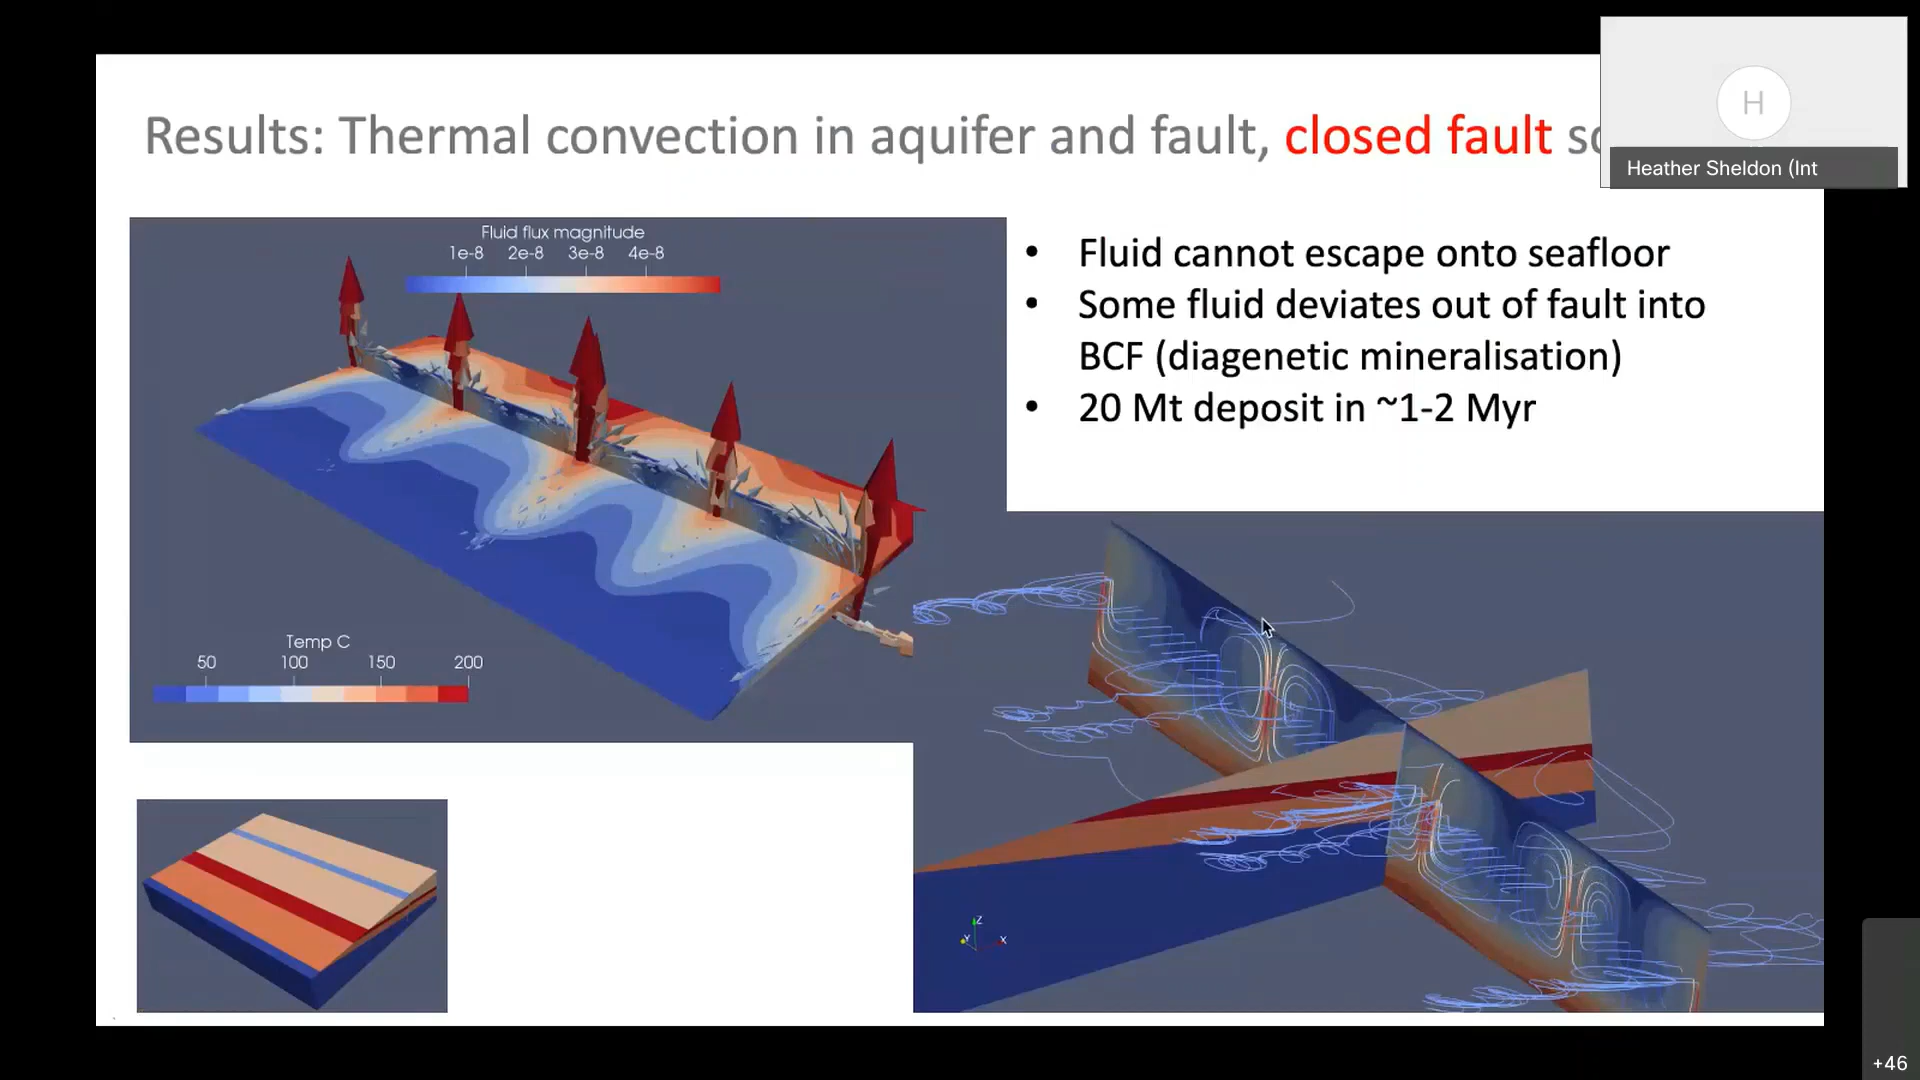 Results: Thermal convection in aquifer and fault, closed fault
H
Heather Sheldon (Int
Fluid flux magnitude
1e-8 2e-8 3e-8 4e-8
Temp C
50 100 150 200
• Fluid cannot escape onto seafloor
• Some fluid deviates out of fault into
BCF (diagenetic mineralisation)
• 20 Mt deposit in ~1-2 Myr
Z
Y
X
+46